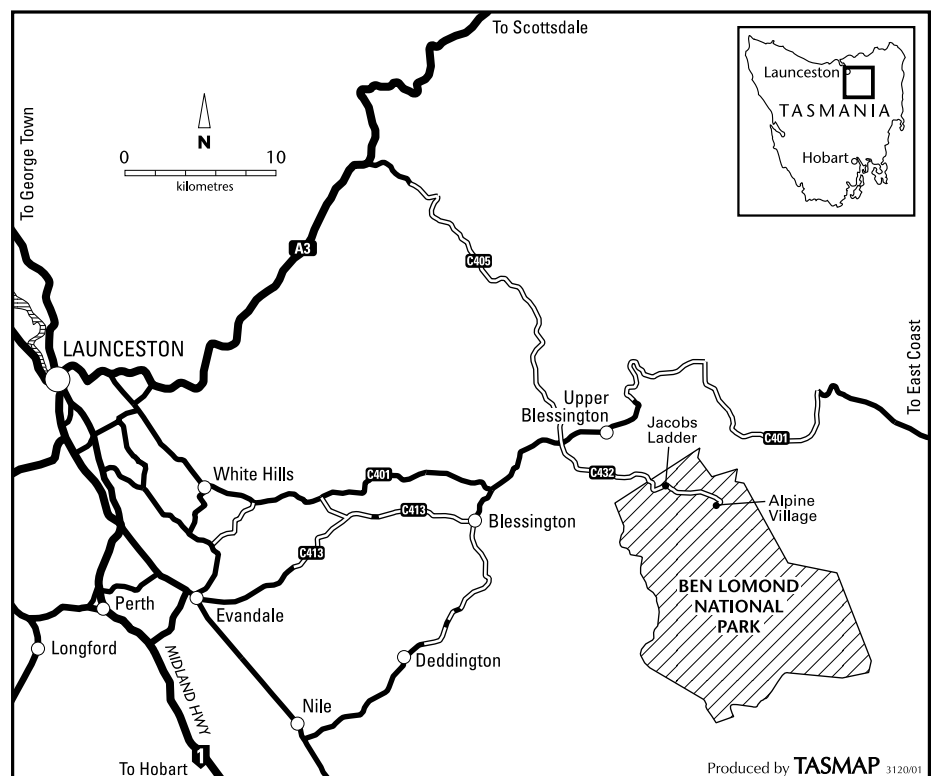 To Scottsdale
Launceston
TASMANIA
Hobart
To George Town
N
0 10
kilometres
A3
C405
LAUNCESTON
To East Coast
Upper
Blessington
Jacobs
Ladder
C401
White Hills
C401
C432
Alpine
Village
C413
Blessington
C413
BEN LOMOND
NATIONAL
PARK
Perth
Evandale
Longford
MIDLAND HWY
Deddington
Nile
1
To Hobart
Produced by TASMAP 3120/01